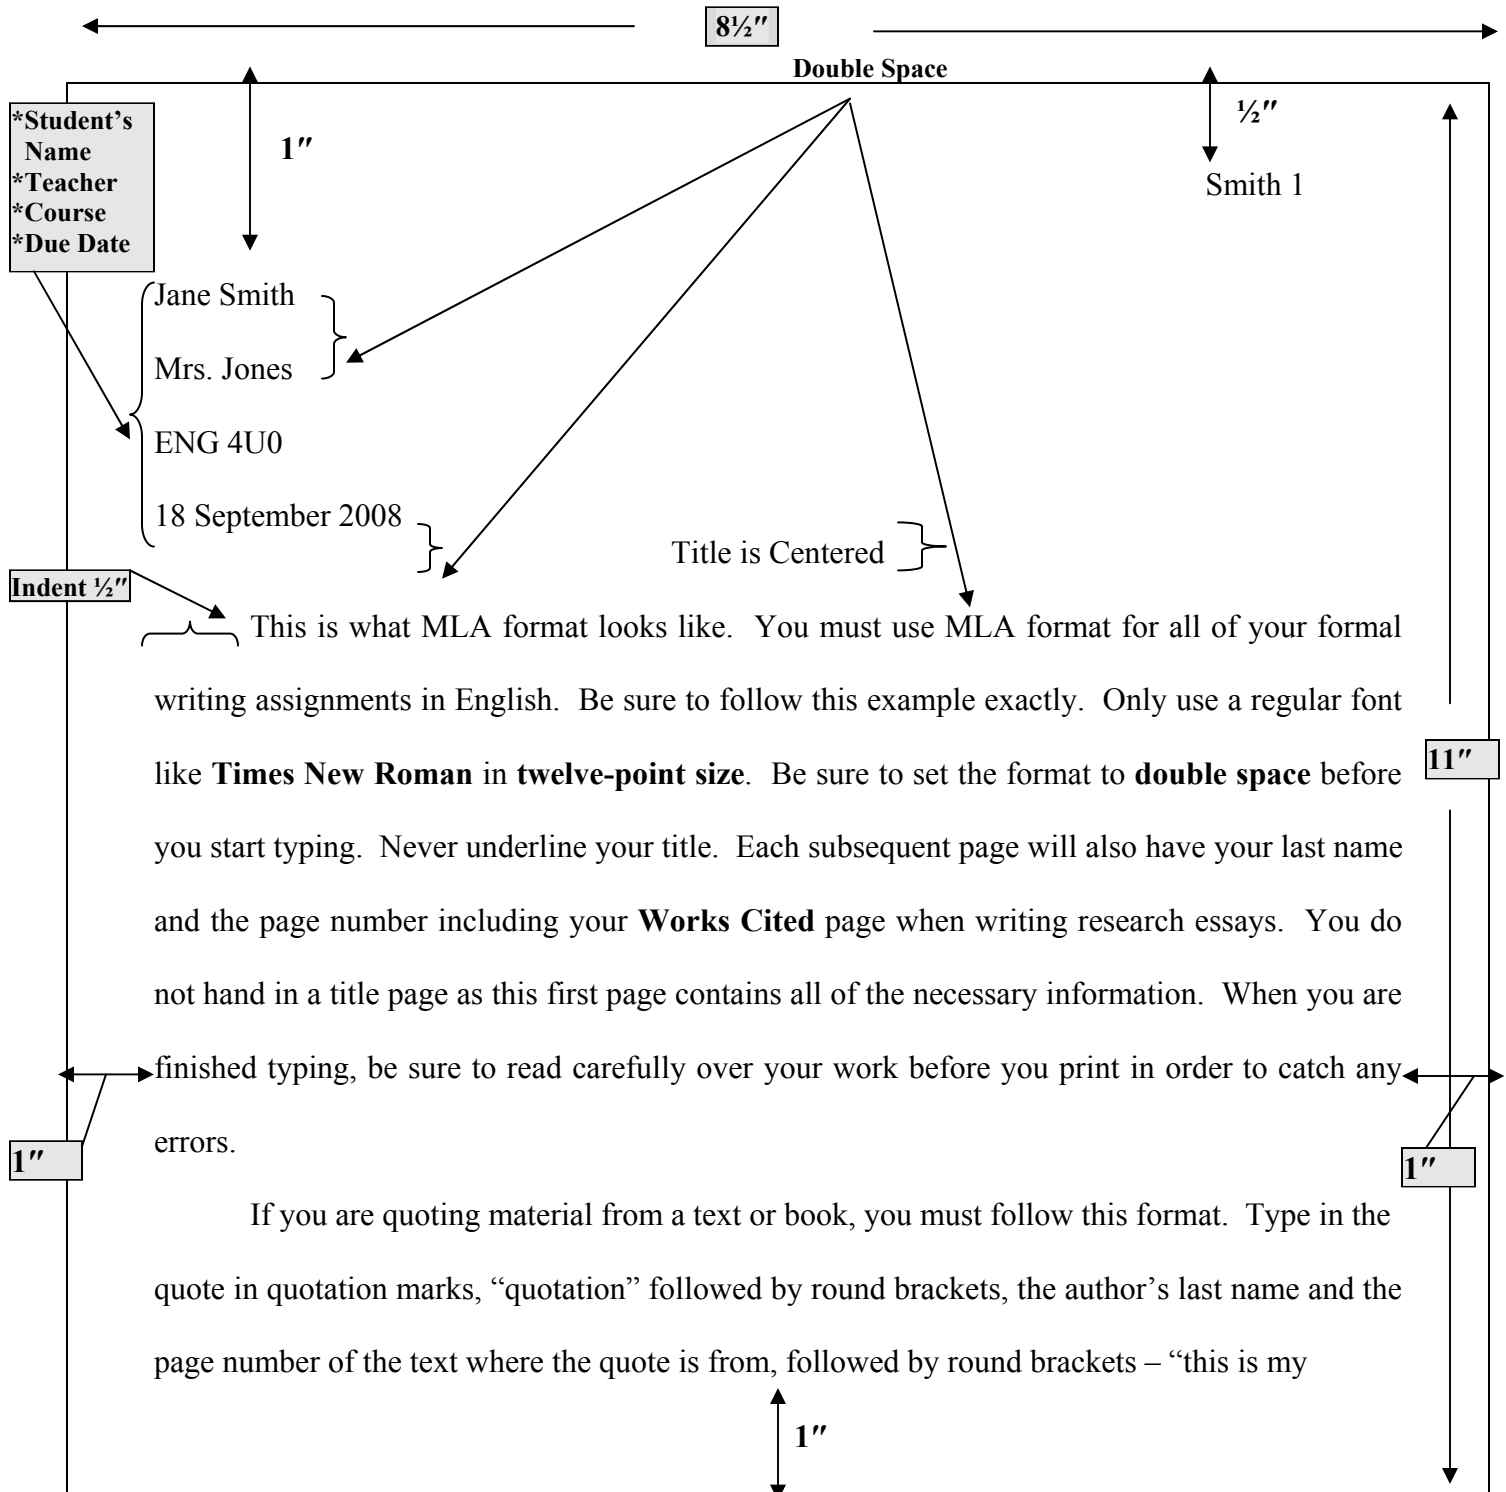 8½″
Double Space
½″
*Student’s
Name
*Teacher
*Course
*Due Date
1″
Smith 1
Jane Smith
Mrs. Jones
ENG 4U0
18 September 2008
Title is Centered
Indent ½″
This is what MLA format looks like.  You must use MLA format for all of your formal
writing assignments in English.  Be sure to follow this example exactly.  Only use a regular font
like Times New Roman in twelve-point size.  Be sure to set the format to double space before
11″
you start typing.  Never underline your title.  Each subsequent page will also have your last name
and the page number including your Works Cited page when writing research essays.  You do
not hand in a title page as this first page contains all of the necessary information.  When you are
finished typing, be sure to read carefully over your work before you print in order to catch any
errors.
1″
1″
If you are quoting material from a text or book, you must follow this format.  Type in the
quote in quotation marks, “quotation” followed by round brackets, the author’s last name and the
page number of the text where the quote is from, followed by round brackets – “this is my
1″